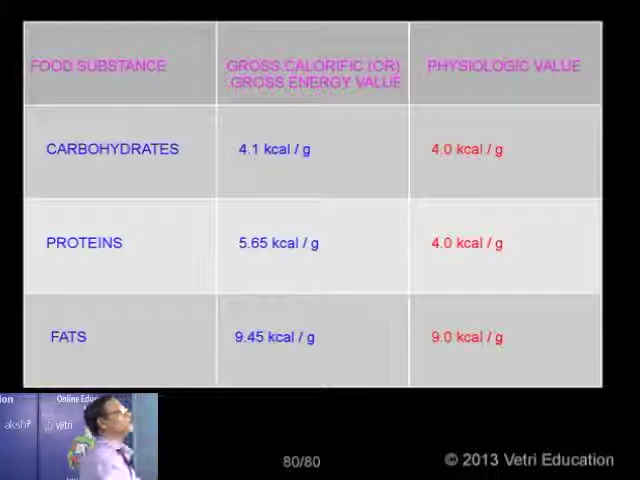 FOOD SUBSTANCE
GROSS CALORIFIC (OR)
GROSS ENERGY VALUE
PHYSIOLOGIC VALUE
CARBOHYDRATES
4.1 kcal / g
4.0 kcal / g
PROTEINS
5.65 kcal / g
4.0 kcal / g
FATS
9.45 kcal / g
9.0 kcal / g
Online Edu
aksh
vetri
80/80
© 2013 Vetri Education